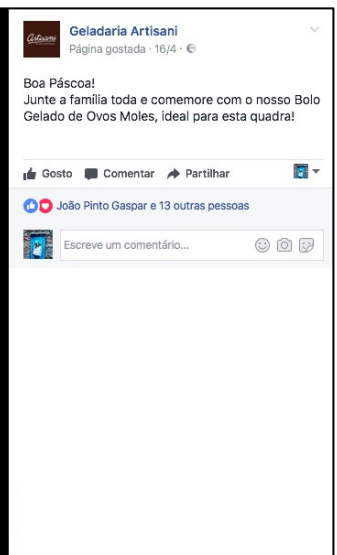 Artisani
Geladaria Artisani
Página gostada · 16/4 ·
Boa Páscoa!
Junte a família toda e comemore com o nosso Bolo
Gelado de Ovos Moles, ideal para esta quadra!
Gosto Comentar Partilhar
João Pinto Gaspar e 13 outras pessoas
Escreve um comentário...